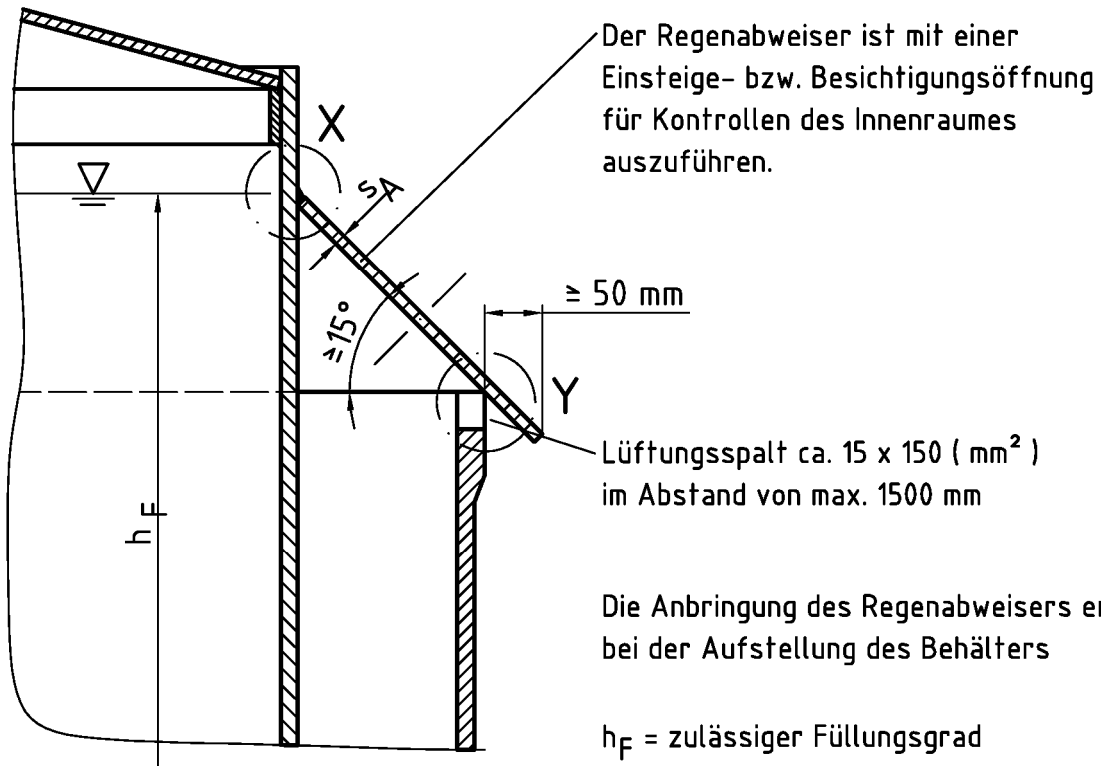 Der Regenabweiser ist mit einer
Einsteige- bzw. Besichtigungsöffnung
für Kontrollen des Innenraumes
auszuführen.
X
sA
≥ 50 mm
≥15°
Y
Lüftungsspalt ca. 15 x 150 ( mm² )
im Abstand von max. 1500 mm
hF
Die Anbringung des Regenabweisers
bei der Aufstellung des Behälters
hF = zulässiger Füllungsgrad